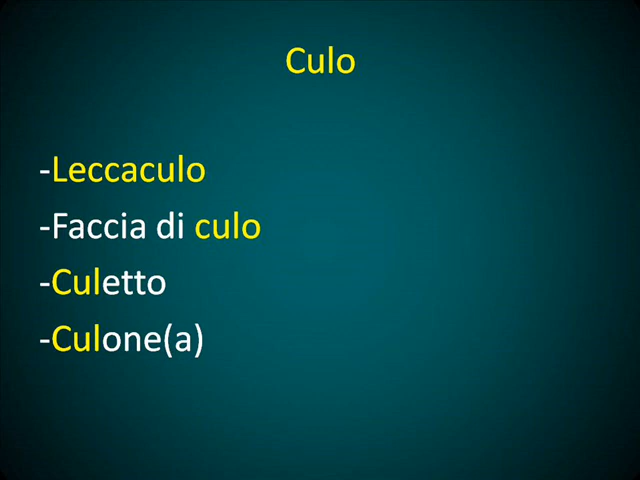 Culo
-Leccaculo
-Faccia di culo
-Culetto
-Culone(a)